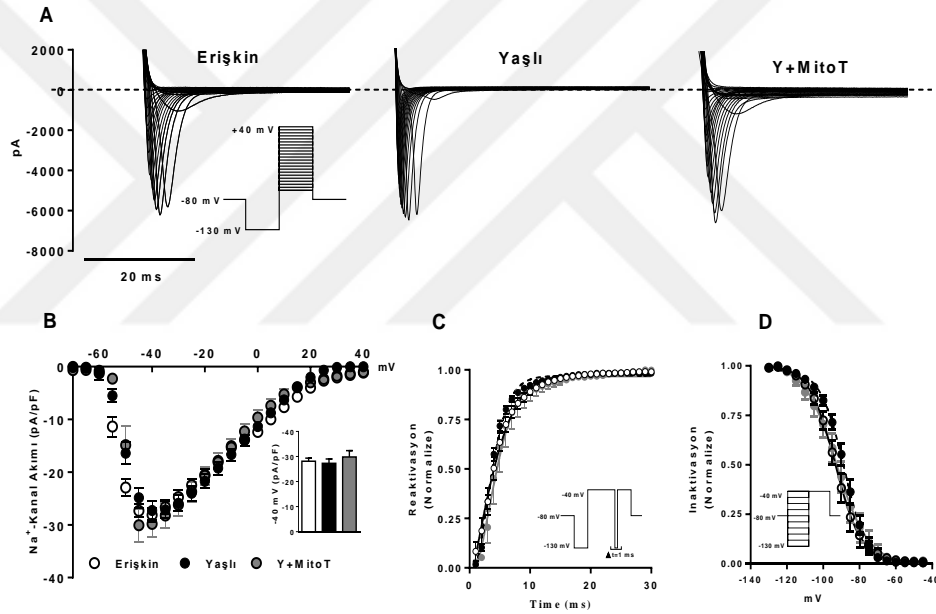 A
Erişkin
Yaşlı
Y+MitoT
2000
0
-2000
-4000
-6000
-8000
pA
+40 mV
-80 mV
-130 mV
20 ms
B
-60 -40 -20 0 20 40 mV
0
-10
-20
-30
-40
Na+-Kanal Akım (pA/pF)
-40
-30
-20
-10
0
-40 mV (pA/pF)
Erişkin Yaşlı Y+MitoT
C
1.00
0.75
0.50
0.25
0.00
Reaktivasyon
(Normalize)
-40 mV
-80 mV
-130 mV
▲t=1 ms
0 10 20 30
Time (ms)
D
1.00
0.75
0.50
0.25
0.00
İnaktivasyon
(Normalize)
-40 mV
-80 mV
-130 mV
-140 -120 -100 -80 -60 -40
mV